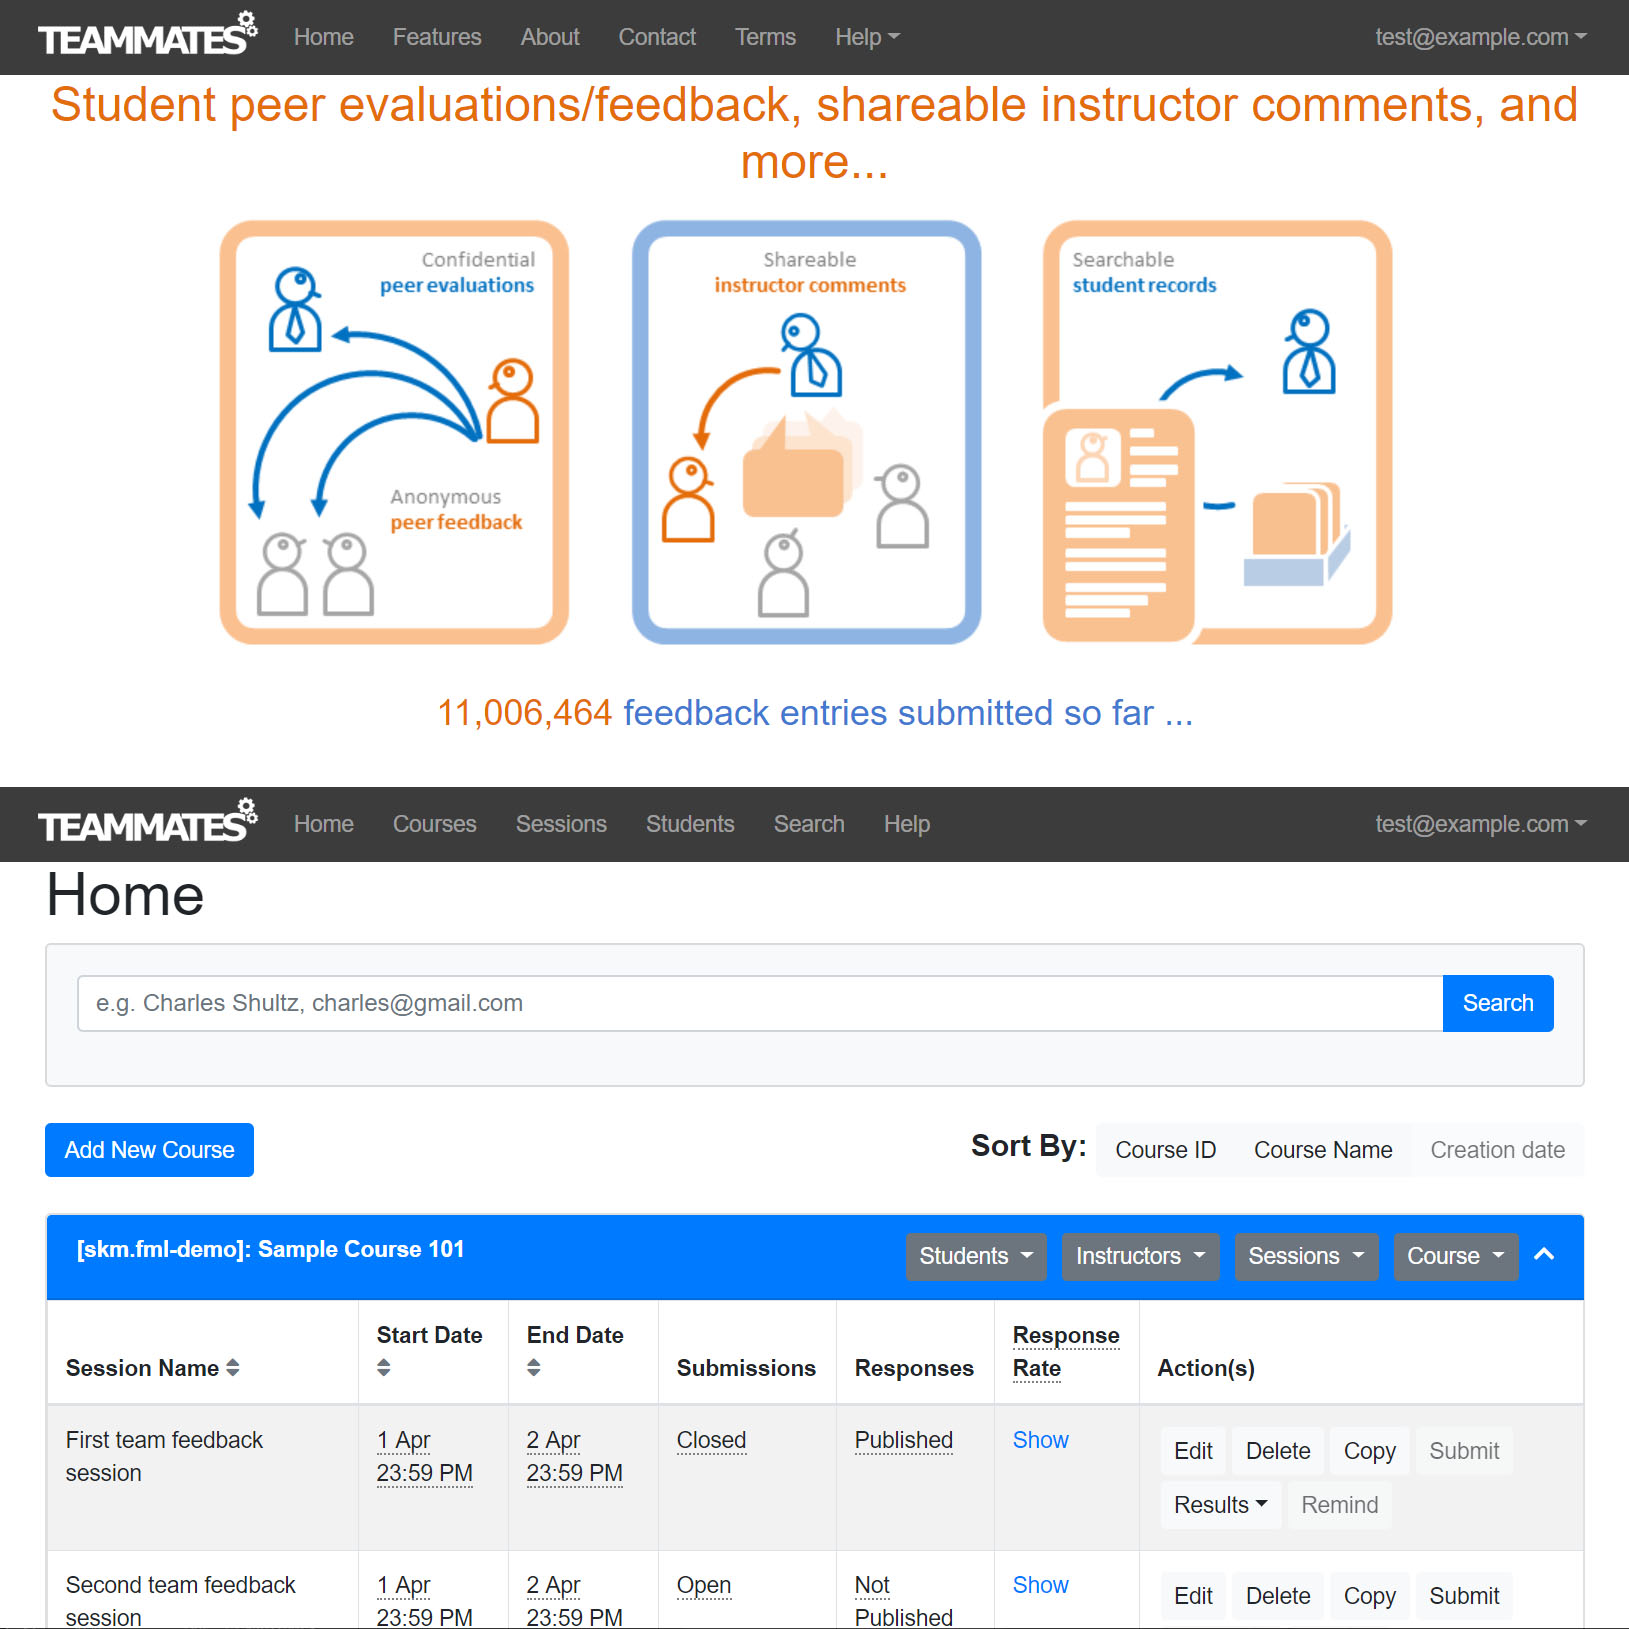 TEAMMATES Home Features About Contact Terms Help test@example.com
Student peer evaluations/feedback, shareable instructor comments, and
more...
Confidential
peer evaluations
Anonymous
peer feedback
Shareable
instructor comments
Searchable
student records
11,006,464 feedback entries submitted so far ...
TEAMMATES Home Courses Sessions Students Search Help test@example.com
Home
e.g. Charles Shultz, charles@gmail.com Search
Add New Course Sort By: Course ID Course Name Creation date
[skm.fml-demo]: Sample Course 101 Students Instructors Sessions Course
Session Name Start Date End Date Submissions Responses Response Rate Action(s)
First team feedback 1 Apr 2 Apr Closed Published Show Edit Delete Copy Submit
session 23:59 PM 23:59 PM Results Remind
Second team feedback 1 Apr 2 Apr Open Not Show Edit Delete Copy Submit
session 23:59 PM 23:59 PM Published